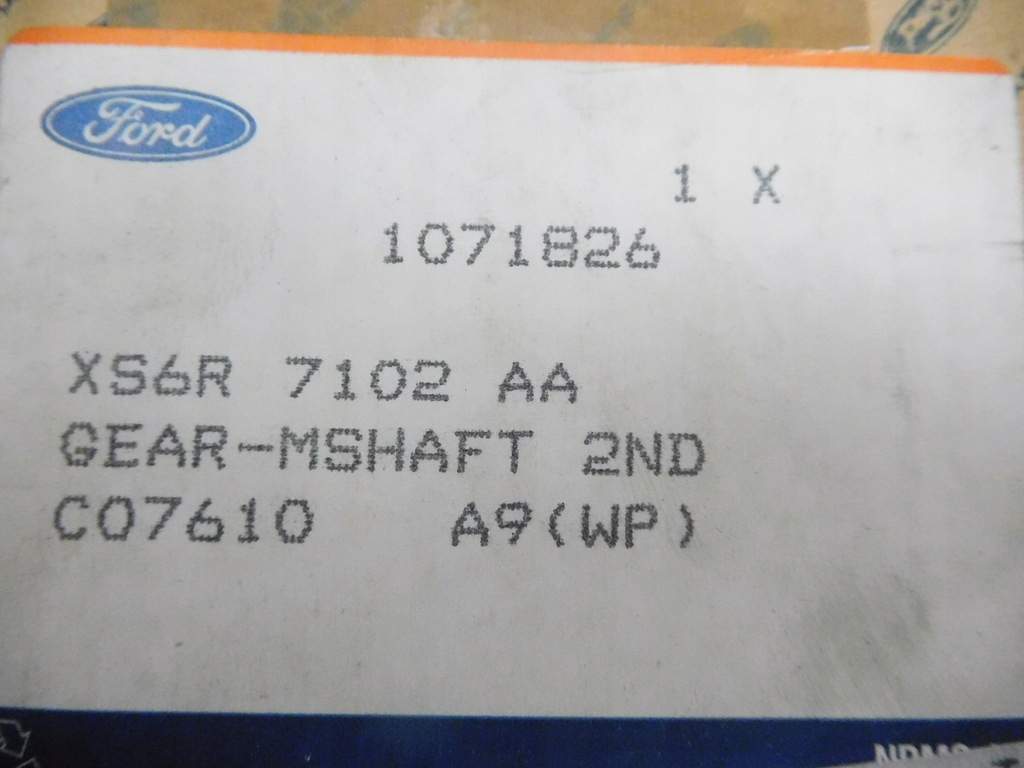 Ford
1 X
1071826
XS6R 7102 AA
GEAR-MSHAFT 2ND
C07610 A9(WP)